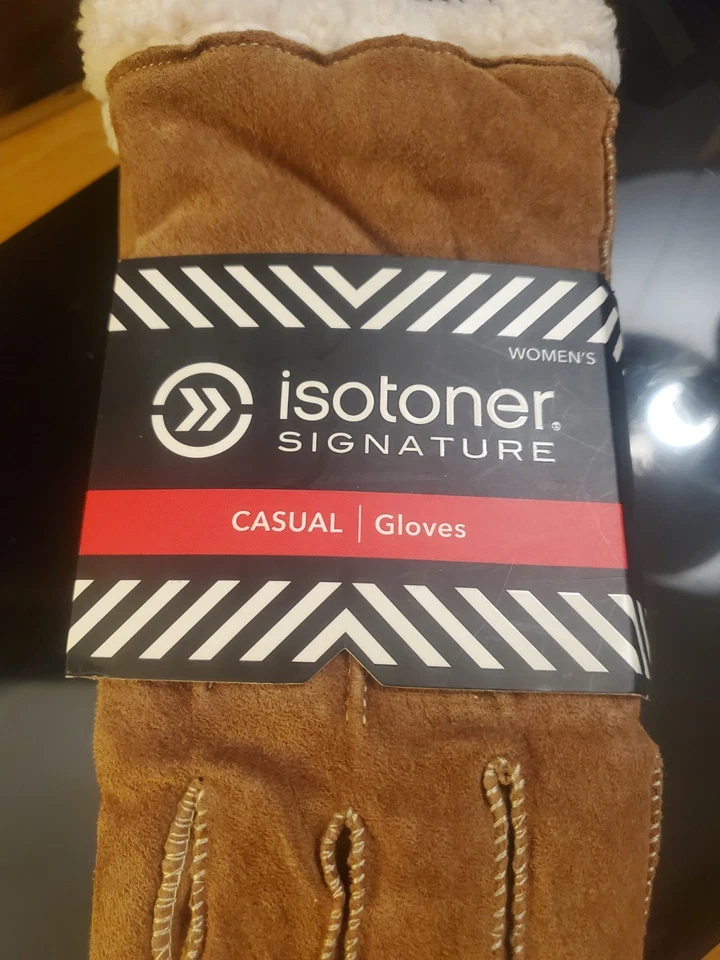 WOMEN'S
isotoner®
SIGNATURE
CASUAL | Gloves